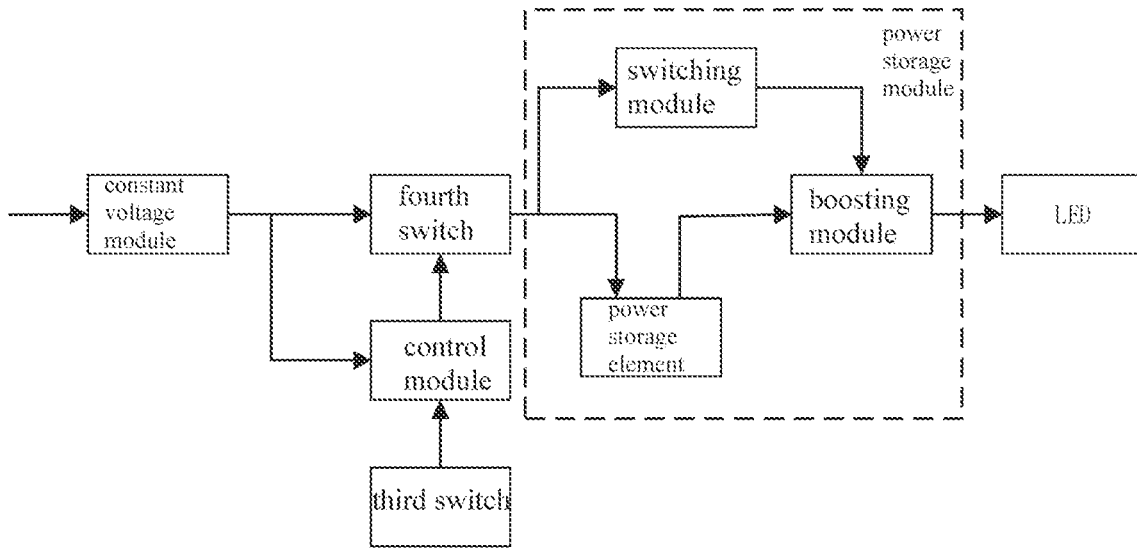 power
storage
module
switching
module
constant
voltage
module
fourth
switch
boosting
module
LED
power
storage
element
control
module
third switch